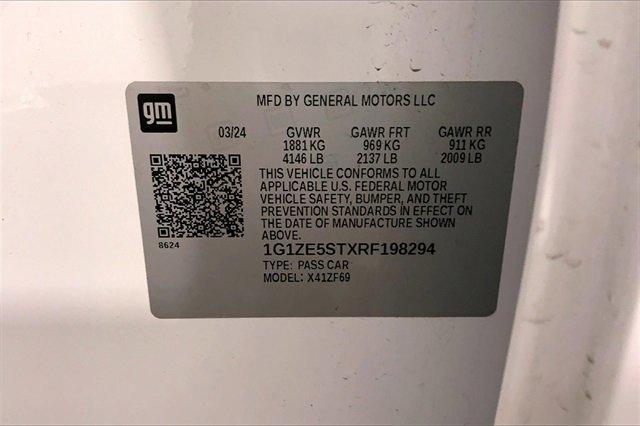 gm
MFD BY GENERAL MOTORS LLC
03/24 GVWR GAWR FRT GAWR RR
1881 KG 969 KG 911 KG
4146 LB 2137 LB 2009 LB
THIS VEHICLE CONFORMS TO ALL
APPLICABLE U.S. FEDERAL MOTOR
VEHICLE SAFETY, BUMPER, AND THEFT
PREVENTION STANDARDS IN EFFECT ON
THE DATE OF MANUFACTURE SHOWN
ABOVE.
8624
1G1ZE5STXRF198294
TYPE: PASS CAR
MODEL: X41ZF69